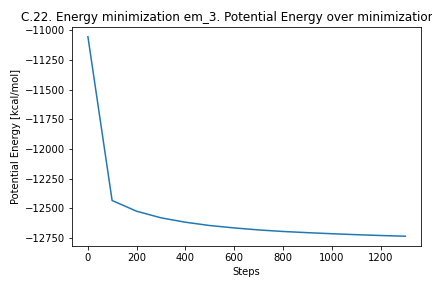 C.22. Energy minimization em_3. Potential Energy over minimization
−11000
−11250
−11500
−11750
−12000
−12250
−12500
−12750
Potential Energy [kcal/mol]
0 200 400 600 800 1000 1200
Steps